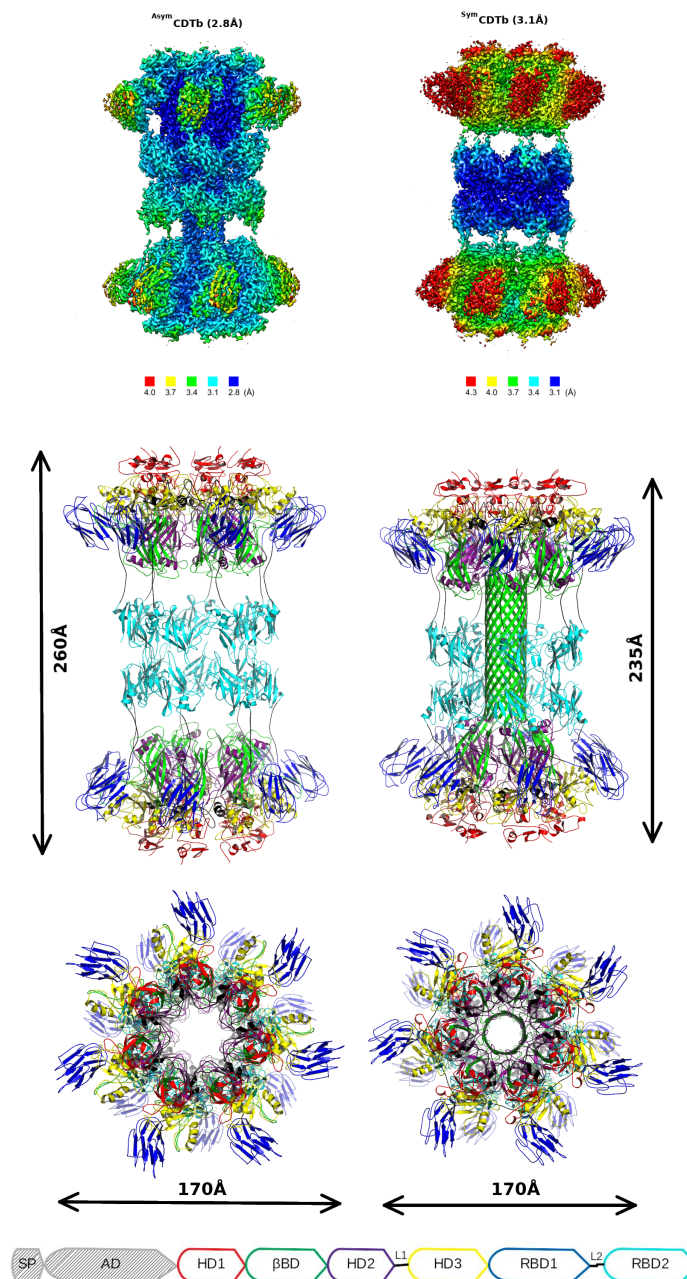 AsymCDTb (2.8Å)
SymCDTb (3.1Å)
4.0 3.7 3.4 3.1 2.8 (Å)
4.3 4.0 3.7 3.4 3.1 (Å)
260Å
235Å
170Å
170Å
SP AD HD1 βBD HD2 L1 HD3 RBD1 L2 RBD2